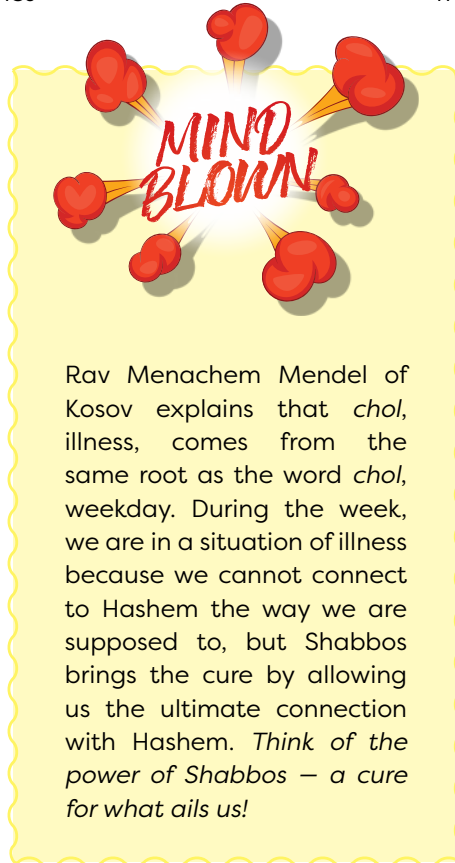 MIND
BLOWN
Rav Menachem Mendel of
Kosov explains that chol,
illness, comes from the
same root as the word chol,
weekday. During the week,
we are in a situation of illness
because we cannot connect
to Hashem the way we are
supposed to, but Shabbos
brings the cure by allowing
us the ultimate connection
with Hashem. Think of the
power of Shabbos — a cure
for what ails us!